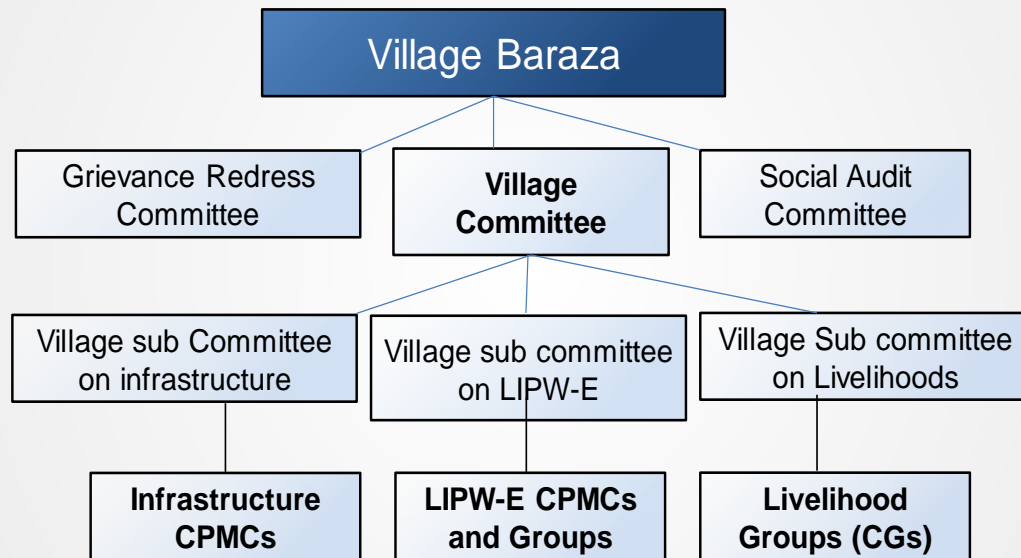 Village Baraza
Grievance Redress
Committee
Village
Committee
Social Audit
Committee
Village sub Committee
on infrastructure
Village sub committee
on LIPW-E
Village Sub committee
on Livelihoods
Infrastructure
CPMCs
LIPW-E CPMCs
and Groups
Livelihood
Groups (CGs)